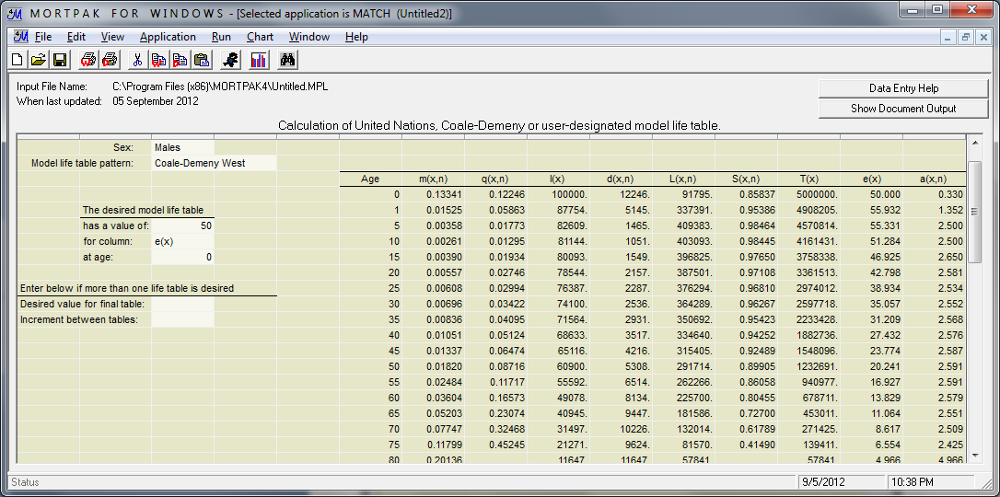 M O R T P A K F O R W I N D O W S - [Selected application is MATCH (Untitled2)]
File Edit View Application Run Chart Window Help
Input File Name: C:\Program Files (x86)\MORTPAK4\Untitled.MPL
When last updated: 05 September 2012
Data Entry Help
Show Document Output
Calculation of United Nations, Coale-Demeny or user-designated model life table.
Sex: Males
Model life table pattern: Coale-Demeny West
The desired model life table
has a value of: 50
for column: e(x)
at age: 0
Enter below if more than one life table is desired
Desired value for final table:
Increment between tables:
Age m(x,n) q(x,n) l(x) d(x,n) L(x,n) S(x,n) T(x) e(x) a(x,n)
0 0.13341 0.12246 100000. 12246. 91795. 0.85837 5000000. 50.000 0.330
1 0.01525 0.05863 87754. 5145. 337391. 0.95386 4908205. 55.932 1.352
5 0.00358 0.01773 82609. 1465. 409383. 0.98464 4570814. 55.331 2.500
10 0.00261 0.01295 81144. 1051. 403093. 0.98445 4161431. 51.284 2.500
15 0.00390 0.01934 80093. 1549. 396825. 0.97650 3758338. 46.925 2.650
20 0.00557 0.02746 78544. 2157. 387501. 0.97108 3361513. 42.798 2.581
25 0.00608 0.02994 76387. 2287. 376294. 0.96810 2974012. 38.934 2.534
30 0.00696 0.03422 74100. 2536. 364289. 0.96267 2597718. 35.057 2.552
35 0.00836 0.04095 71564. 2931. 350692. 0.95423 2233428. 31.209 2.568
40 0.01051 0.05124 68633. 3517. 334640. 0.94252 1882736. 27.432 2.576
45 0.01337 0.06474 65116. 4216. 315405. 0.92489 1548096. 23.774 2.587
50 0.01820 0.08716 60900. 5308. 291714. 0.89905 1232691. 20.241 2.591
55 0.02484 0.11717 55592. 6514. 262266. 0.86058 940977. 16.927 2.591
60 0.03604 0.16573 49078. 8134. 225700. 0.80455 678711. 13.829 2.579
65 0.05203 0.23074 40945. 9447. 181586. 0.72700 453011. 11.064 2.551
70 0.07747 0.32468 31497. 10226. 132014. 0.61789 271425. 8.617 2.509
75 0.11799 0.45245 21271. 9624. 81570. 0.41490 139411. 6.554 2.425
80 0.20136 11647. 11647. 57841. 57841. 4.966 4.966
Status 9/5/2012 10:38 PM